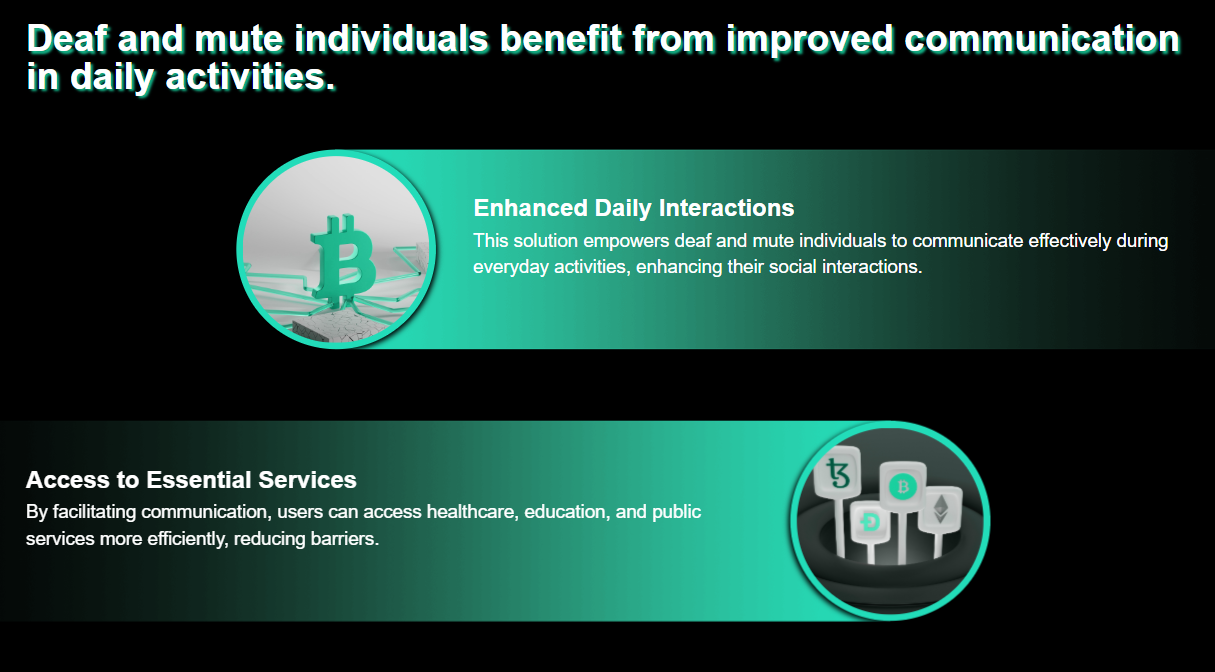 Deaf and mute individuals benefit from improved communication
in daily activities.
Enhanced Daily Interactions
This solution empowers deaf and mute individuals to communicate effectively during
everyday activities, enhancing their social interactions.
Access to Essential Services
By facilitating communication, users can access healthcare, education, and public
services more efficiently, reducing barriers.